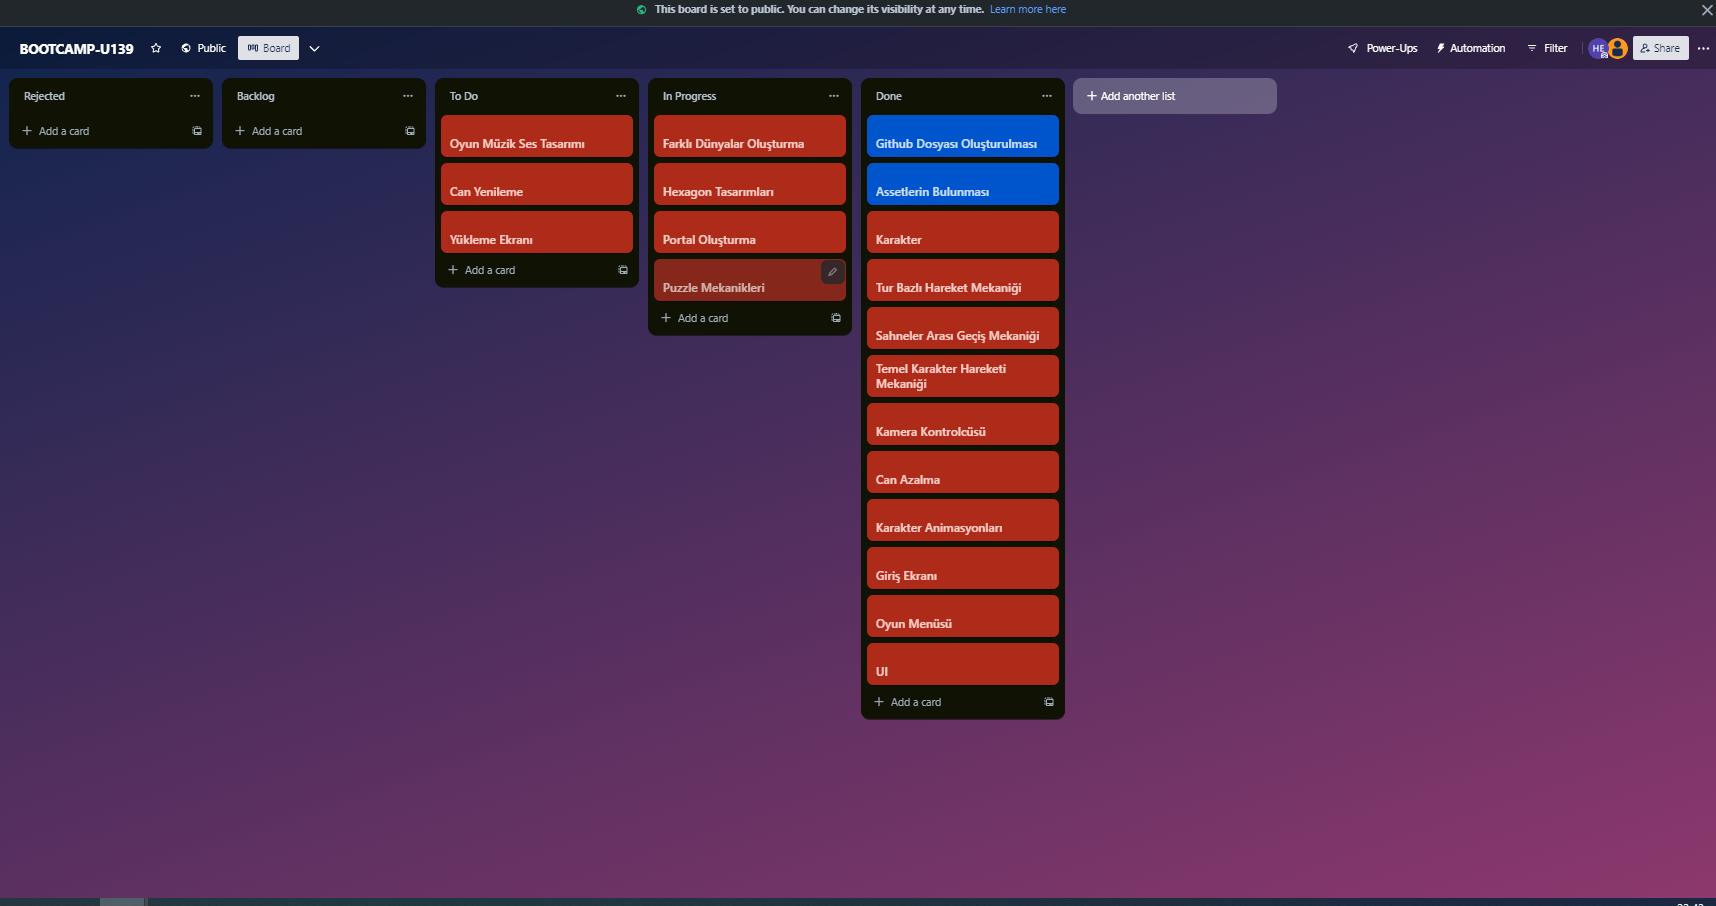 This board is set to public. You can change its visibility at any time. Learn more here
BOOTCAMP-U139
Public
Board
Power-Ups
Automation
Filter
HE
Share
Rejected
Add a card
Backlog
Add a card
To Do
Oyun Müzik Ses Tasarımı
Can Yenileme
Yükleme Ekranı
Add a card
In Progress
Farklı Dünyalar Oluşturma
Hexagon Tasarımları
Portal Oluşturma
Puzzle Mekanikleri
Add a card
Done
Github Dosyası Oluşturulması
Assetlerin Bulunması
Karakter
Tur Bazlı Hareket Mekaniği
Sahneler Arası Geçiş Mekaniği
Temel Karakter Hareketi
Mekaniği
Kamera Kontrolcüsü
Can Azalma
Karakter Animasyonları
Giriş Ekranı
Oyun Menüsü
UI
Add a card
Add another list